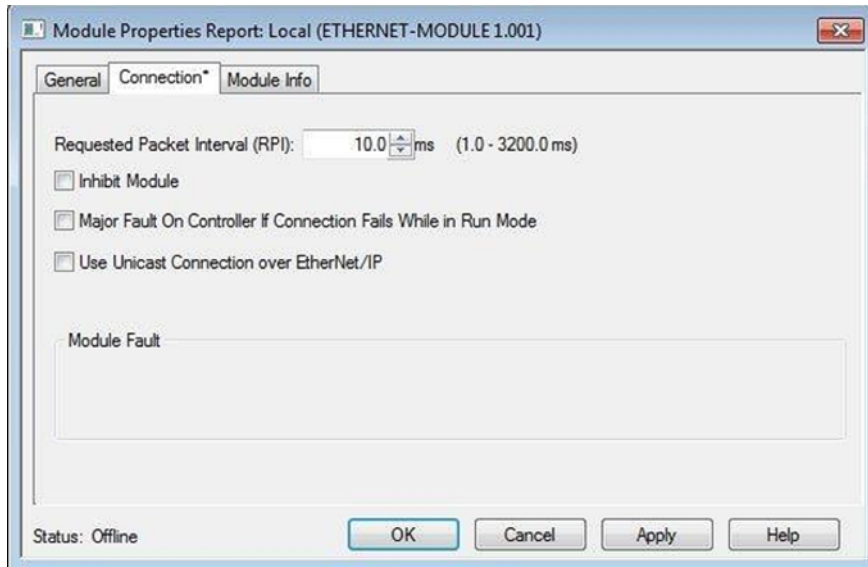 Module Properties Report: Local (ETHERNET-MODULE 1.001)
General Connection* Module Info
Requested Packet Interval (RPI): 10.0 ms (1.0 - 3200.0 ms)
Inhibit Module
Major Fault On Controller If Connection Fails While in Run Mode
Use Unicast Connection over EtherNet/IP
Module Fault
Status: Offline OK Cancel Apply Help